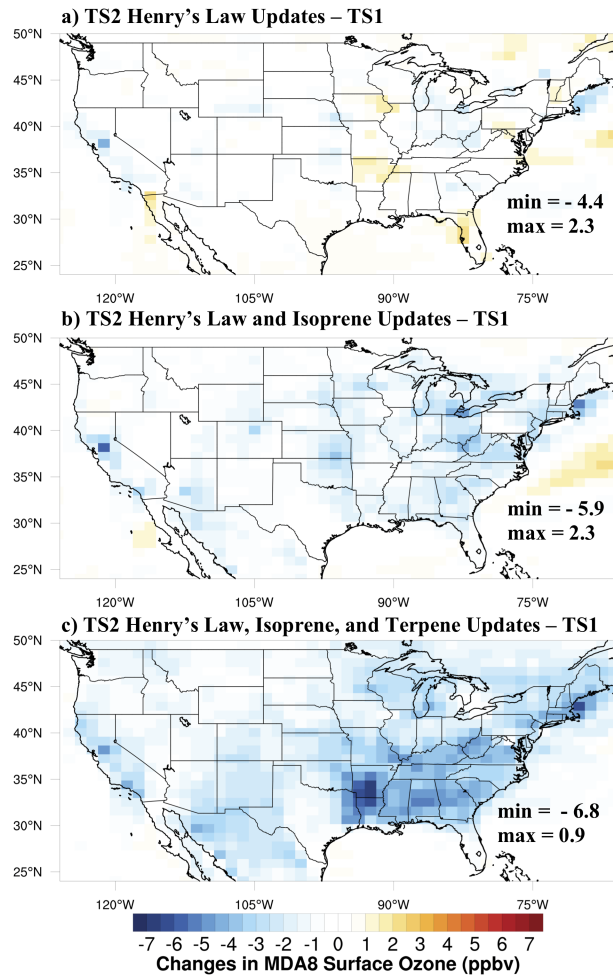 a) TS2 Henry's Law Updates – TS1
50°N
45°N
40°N
35°N
30°N
25°N
min = - 4.4
max = 2.3
120°W 105°W 90°W 75°W
b) TS2 Henry's Law and Isoprene Updates – TS1
50°N
45°N
40°N
35°N
30°N
25°N
min = - 5.9
max = 2.3
120°W 105°W 90°W 75°W
c) TS2 Henry's Law, Isoprene, and Terpene Updates – TS1
50°N
45°N
40°N
35°N
30°N
25°N
min = - 6.8
max = 0.9
120°W 105°W 90°W 75°W
-7 -6 -5 -4 -3 -2 -1 0 1 2 3 4 5 6 7
Changes in MDA8 Surface Ozone (ppbv)